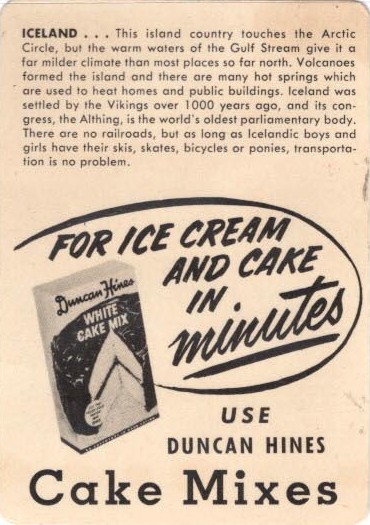 ICELAND . . . This island country touches the Arctic
Circle, but the warm waters of the Gulf Stream give it a
far milder climate than most places so far north. Volcanoes
formed the island and there are many hot springs which
are used to heat homes and public buildings. Iceland was
settled by the Vikings over 1000 years ago, and its con-
gress, the Althing, is the world's oldest parliamentary body.
There are no railroads, but as long as Icelandic boys and
girls have their skis, skates, bicycles or ponies, transporta-
tion is no problem.
FOR ICE CREAM
AND CAKE
IN
minutes
Duncan Hines
WHITE
CAKE MIX
USE
DUNCAN HINES
Cake Mixes